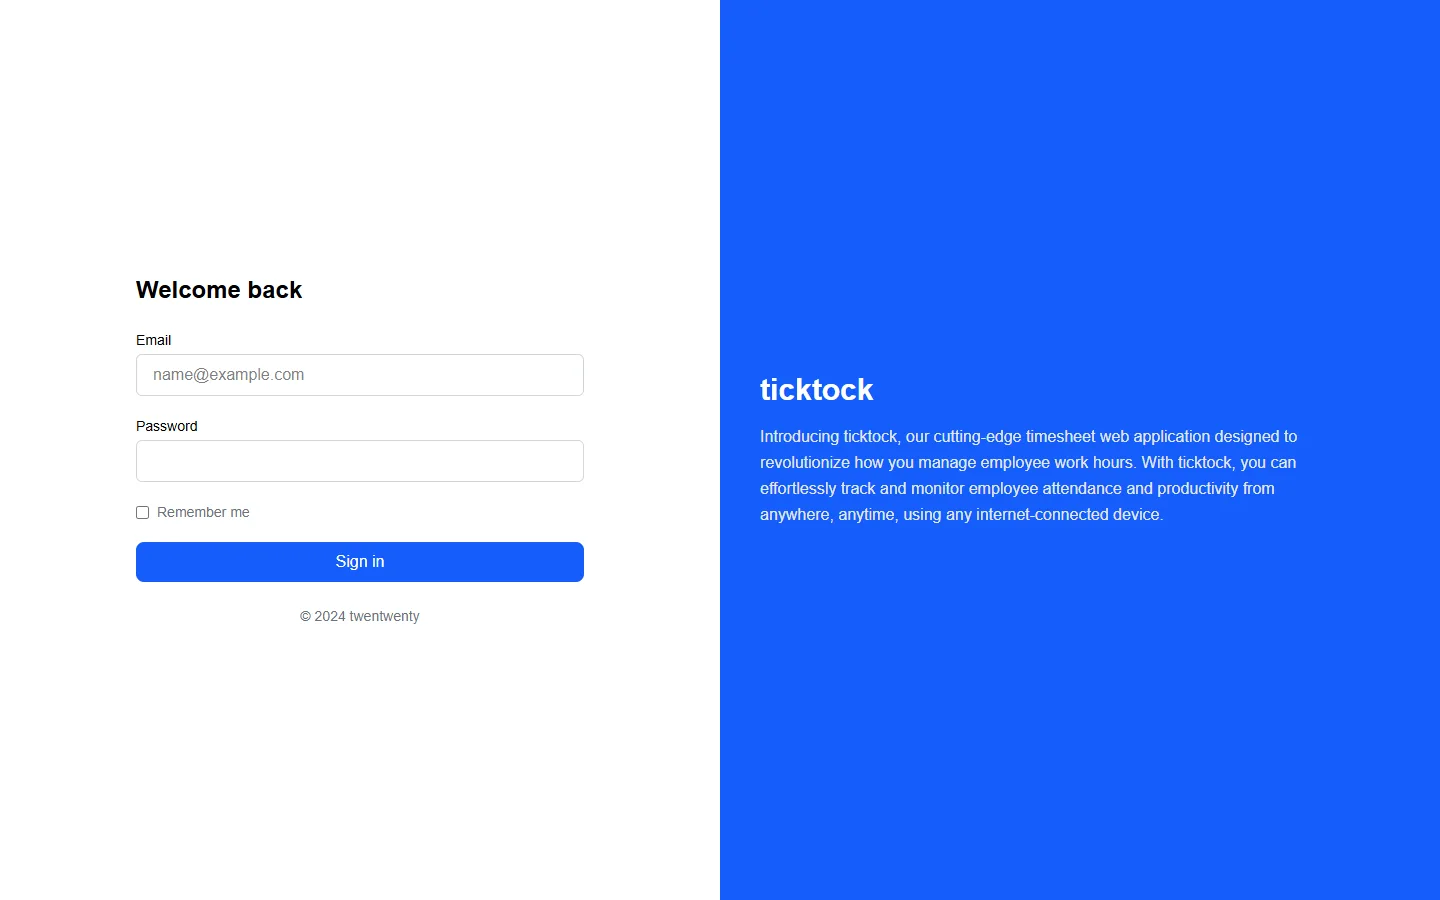 Welcome back
Email
name@example.com
Password
Remember me
Sign in
© 2024 twentwenty
ticktock
Introducing ticktock, our cutting-edge timesheet web application designed to
revolutionize how you manage employee work hours. With ticktock, you can
effortlessly track and monitor employee attendance and productivity from
anywhere, anytime, using any internet-connected device.